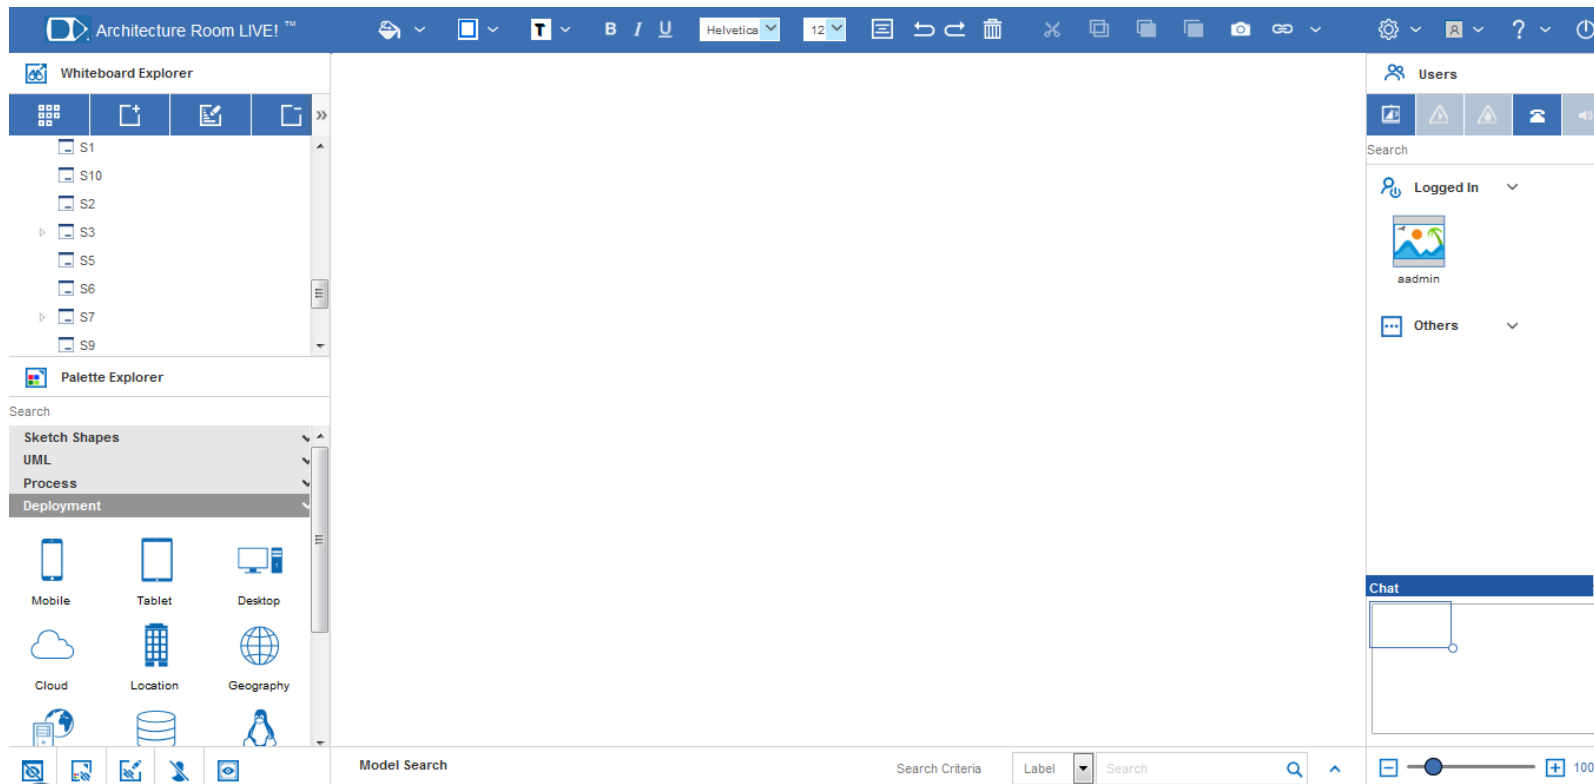 Architecture Room LIVE! ™
T
B I U
Helvetica
12
?
Whiteboard Explorer
S1
S10
S2
S3
S5
S6
S7
S9
Palette Explorer
Search
Sketch Shapes
UML
Process
Deployment
Mobile Tablet Desktop
Cloud Location Geography
Model Search
Search Criteria Label Search
Users
Search
Logged In
aadmin
Others
Chat
100